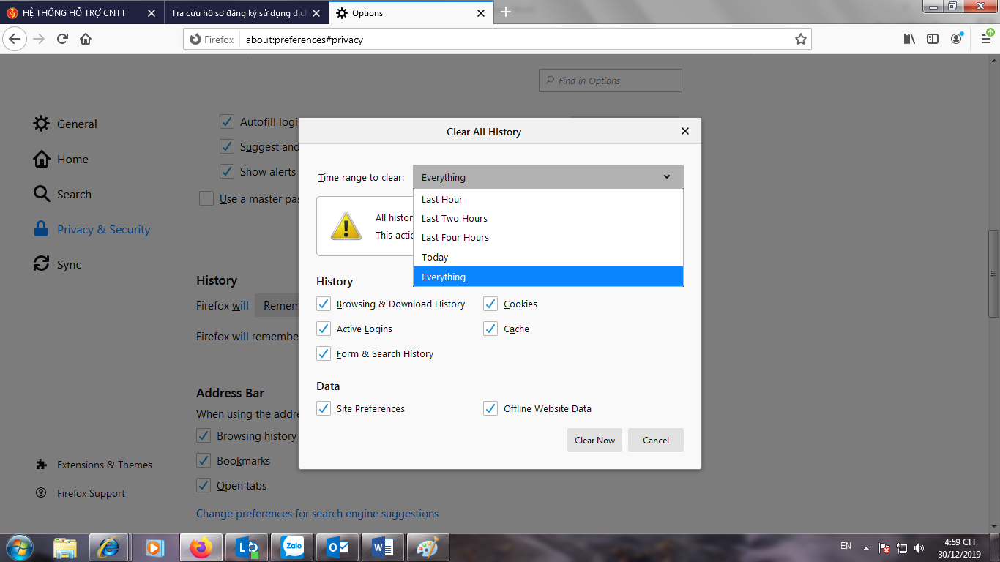 HỆ THỐNG HỖ TRỢ CNTT
Tra cứu hồ sơ đăng ký sử dụng dịch
Options
Firefox
about:preferences#privacy
Find in Options
General
Home
Search
Privacy & Security
Sync
Extensions & Themes
Firefox Support
Autofill logi
Suggest and
Show alerts
Use a master pas
History
Firefox will Remem
Firefox will remembe
Address Bar
When using the addre
Browsing history
Bookmarks
Open tabs
Change preferences for search engine suggestions
Clear All History
Time range to clear: Everything
Last Hour
Last Two Hours
Last Four Hours
Today
Everything
All histor
This actio
History
Browsing & Download History Cookies
Active Logins Cache
Form & Search History
Data
Site Preferences Offline Website Data
Clear Now Cancel
Zalo
EN
4:59 CH
30/12/2019